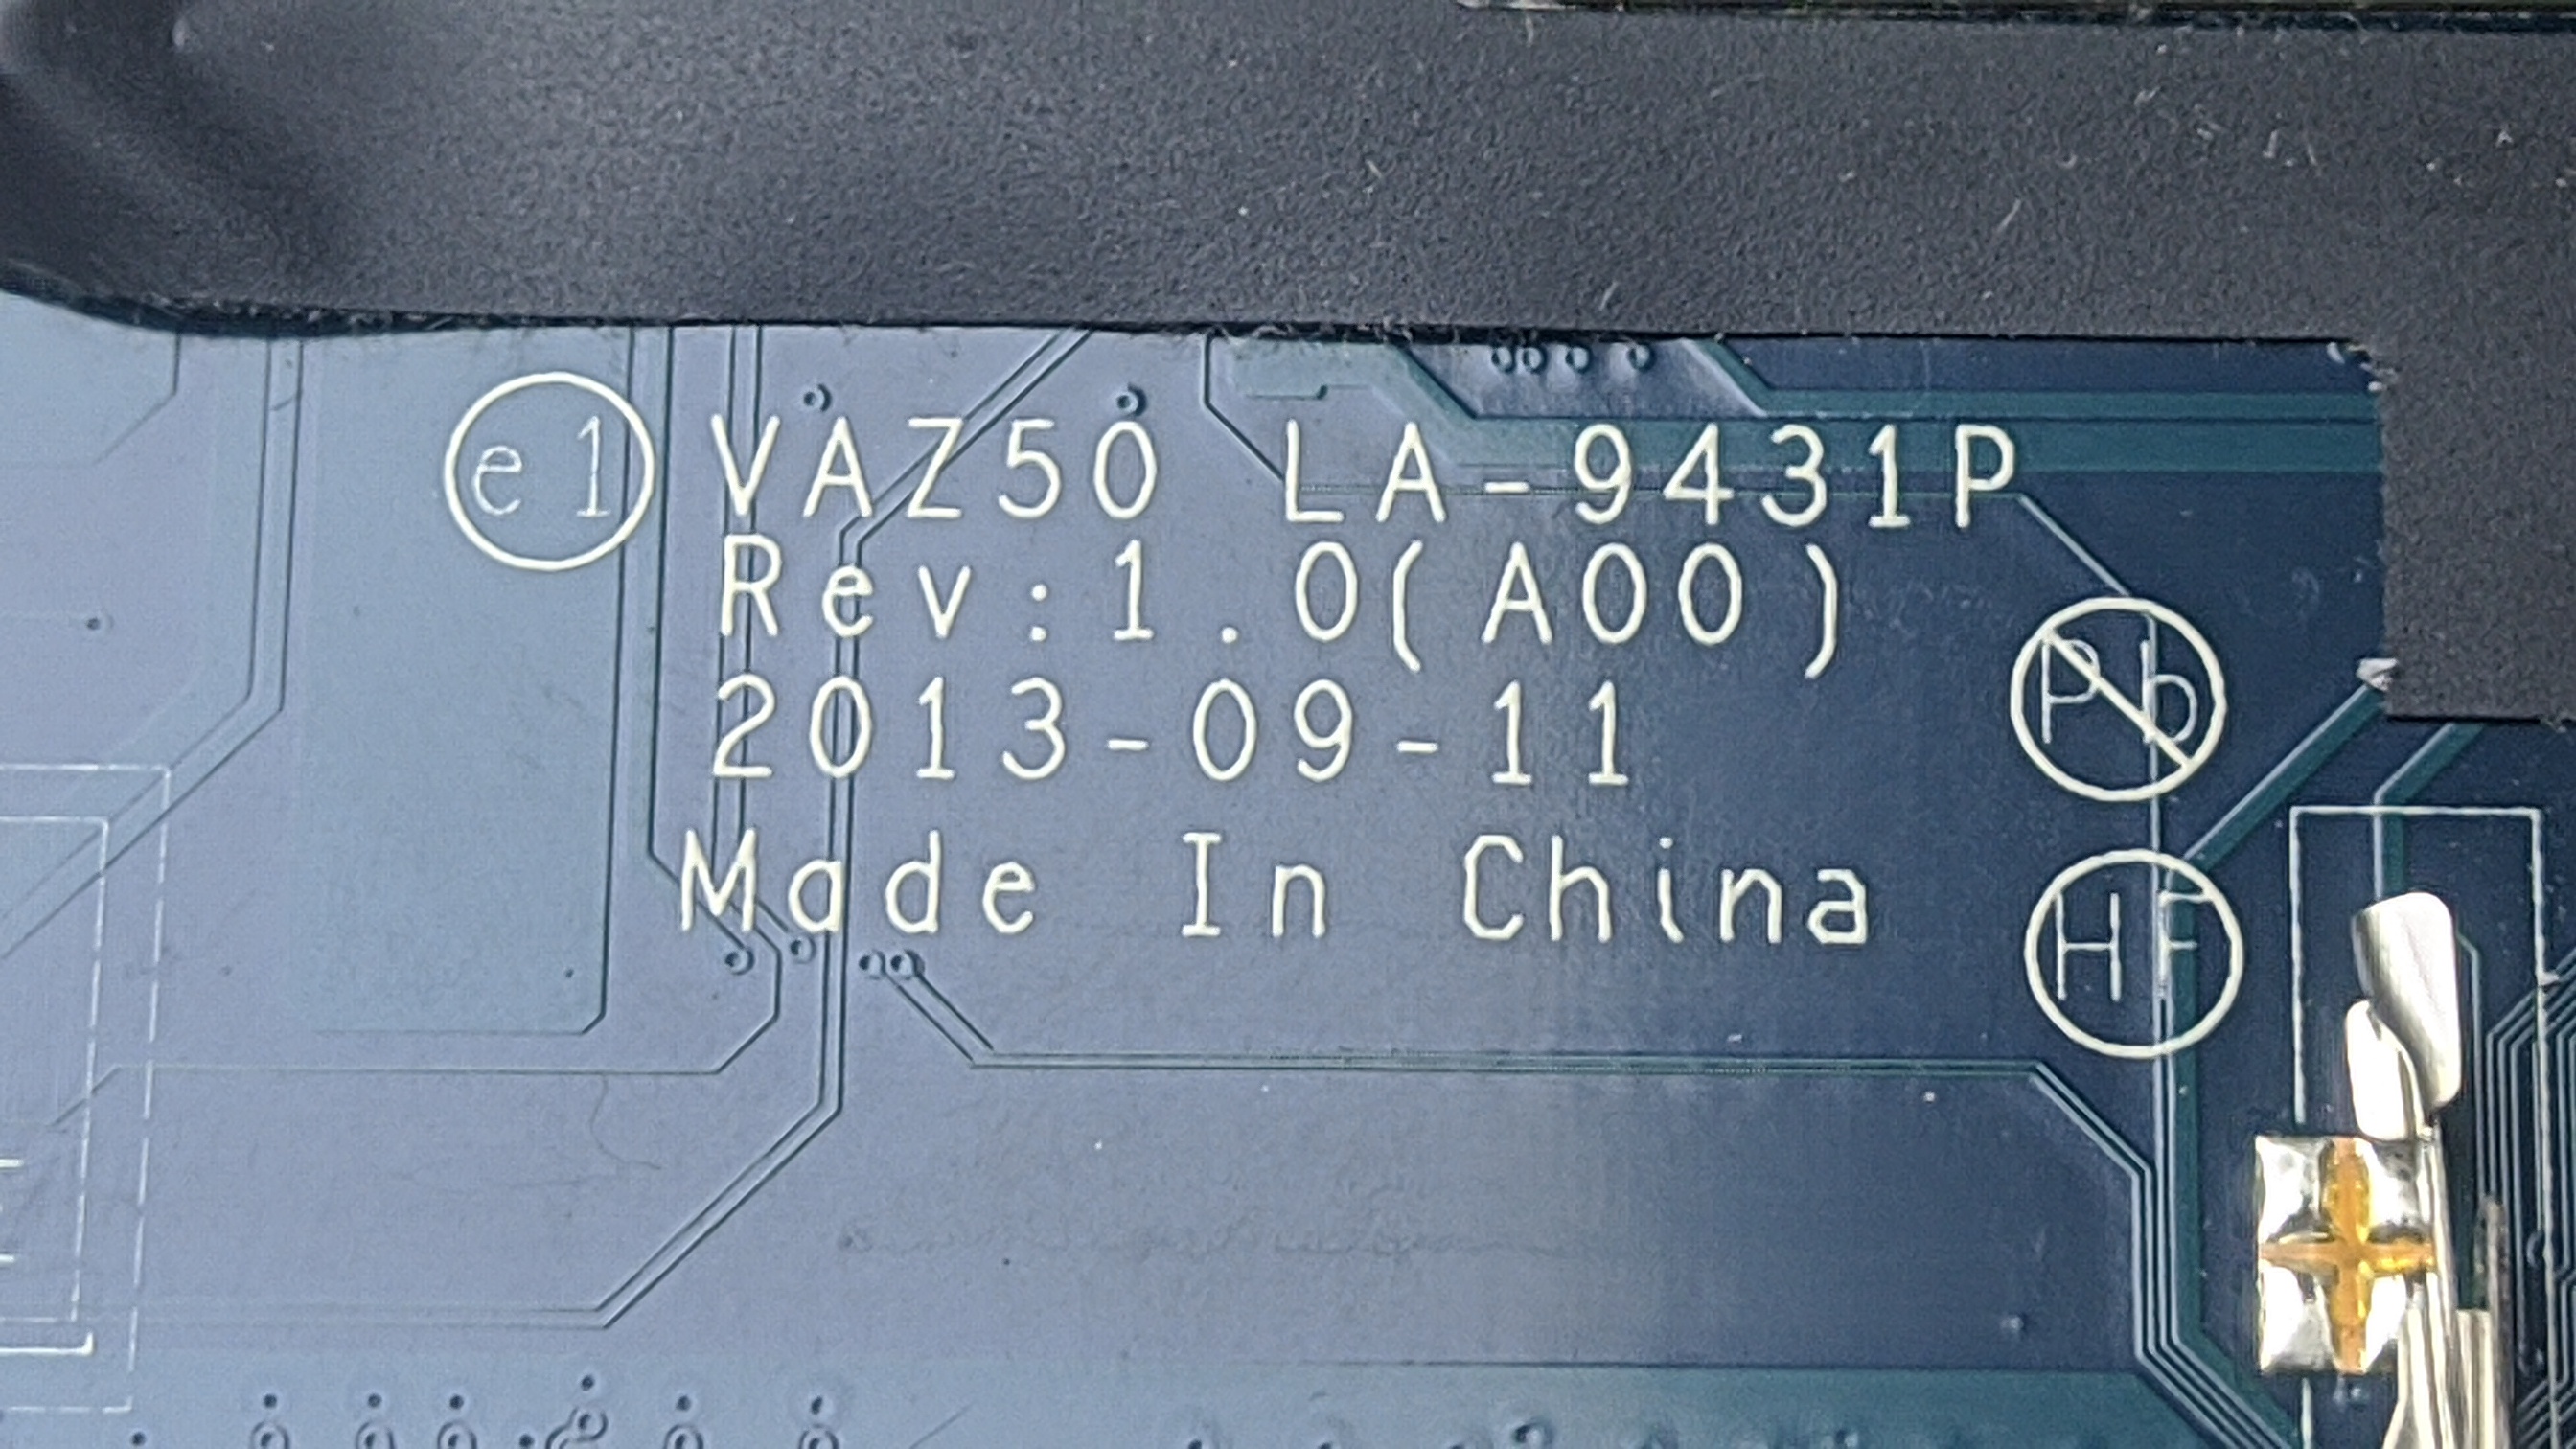 e1 VAZ50 LA-9431P
Rev:1.0(A00)
2013-09-11
Pb
Made In China
HF